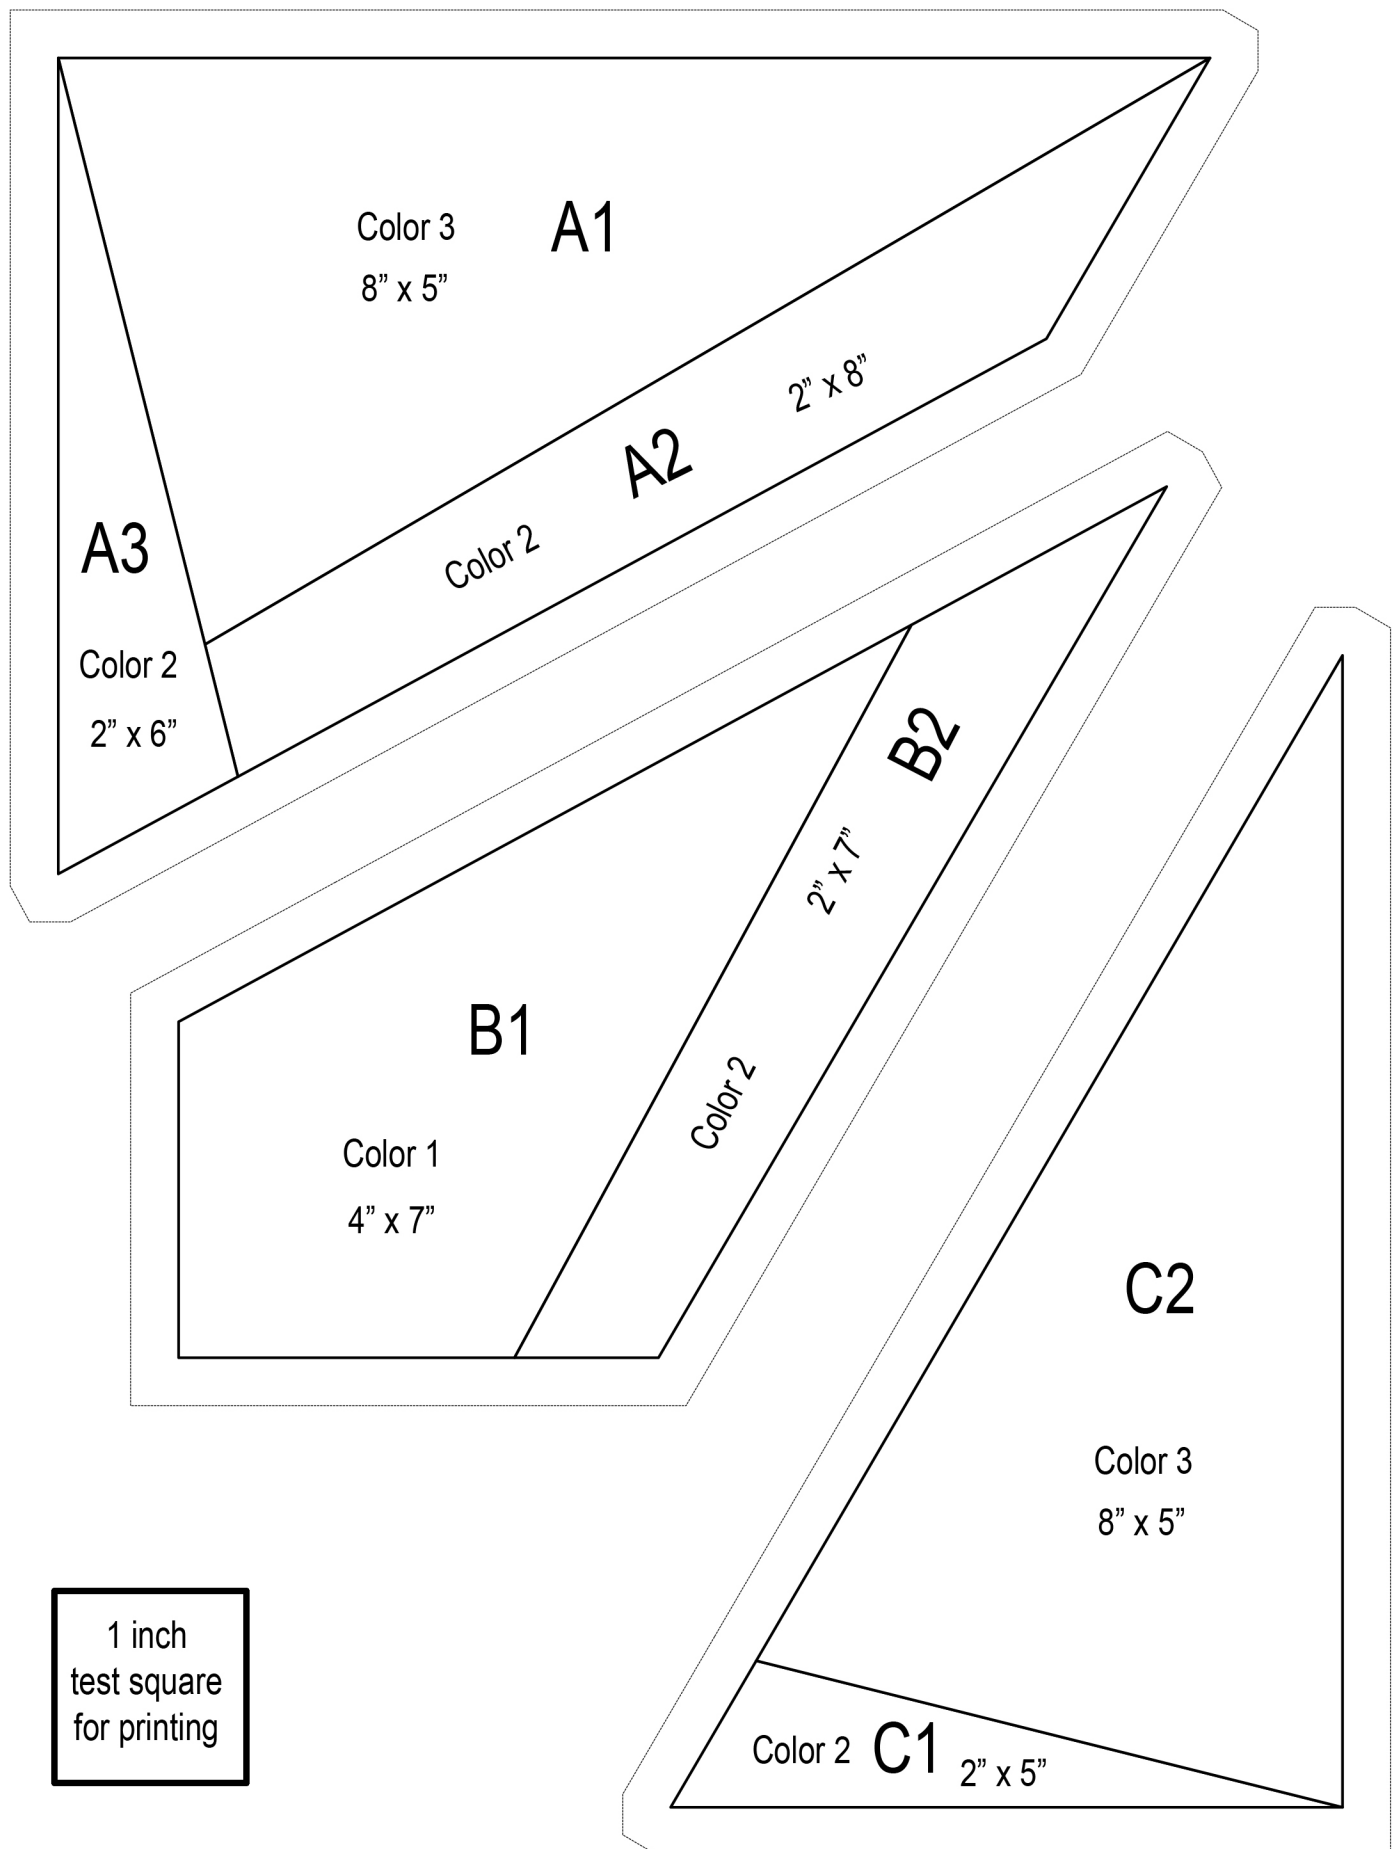 Color 3
A1
8” x 5”
2” x 8”
A2
Color 2
A3
Color 2
2” x 6”
B2
2” x 7”
Color 2
B1
Color 1
4” x 7”
C2
Color 3
8” x 5”
1 inch
test square
for printing
Color 2
C1
2” x 5”